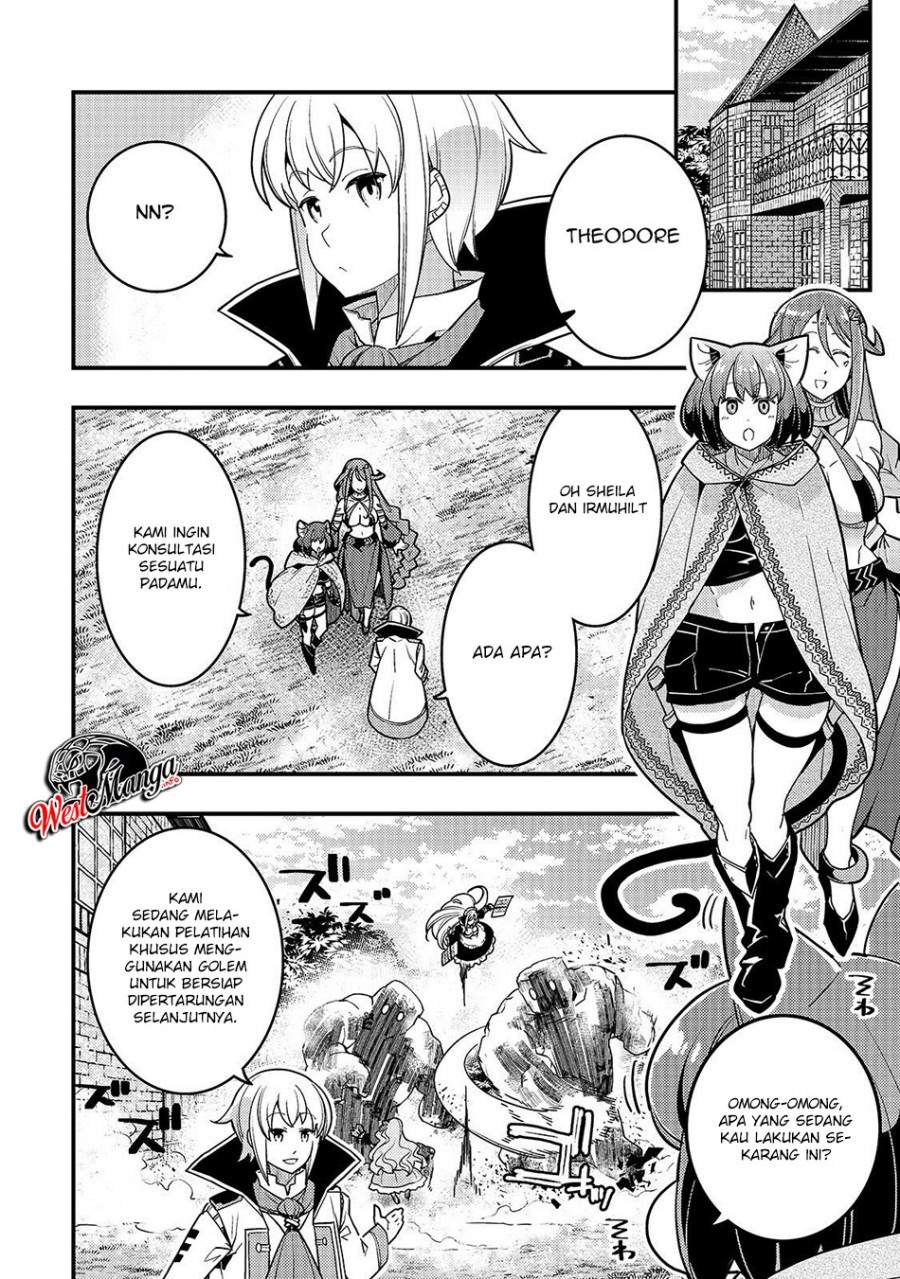 THEODORE
NN?
OH SHEILA
DAN IRMUHILT
ADA APA?
KAMI INGIN
KONSULTASI
SESUATU
PADAMU.
WestManga
.INFO
OMONG-OMONG,
APA YANG SEDANG
KAU LAKUKAN SE-
KARANG INI?
KAMI
SEDANG MELA-
KUKAN PELATIHAN
KHUSUS MENG-
GUNAKAN GOLEM
UNTUK BERSIAP
DIPERTARUNGAN
SELANJUTNYA.
ズズ
ズズ
ズズ